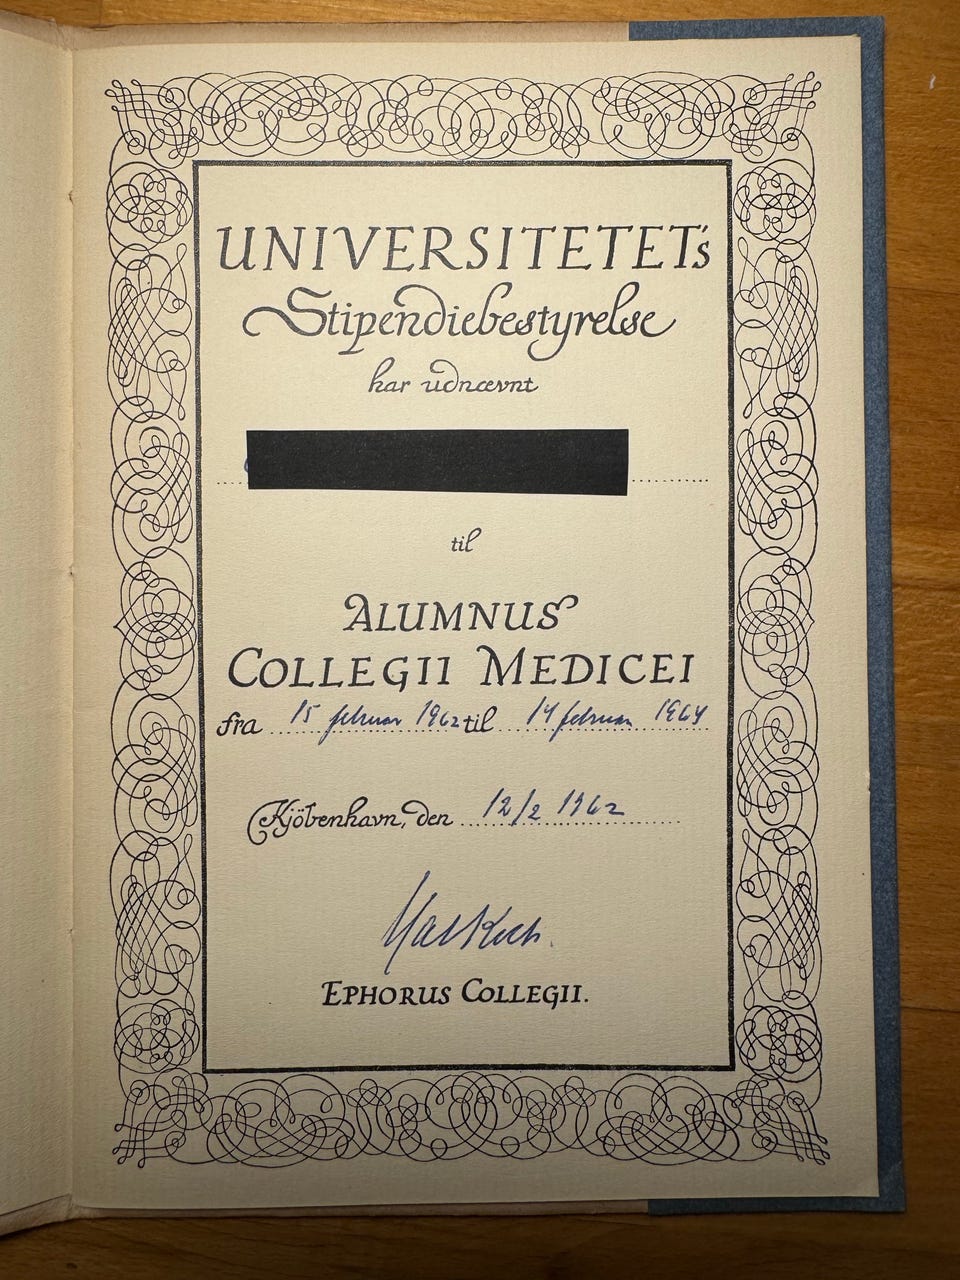 UNIVERSITETET's
Stipendiebestyrelse
har udnævnt
til
ALUMNUS
COLLEGII MEDICEI
fra 15 februar 1962 til 14 februar 1964
Kjöbenhavn, den 12/2 1962
EPHORUS COLLEGII.